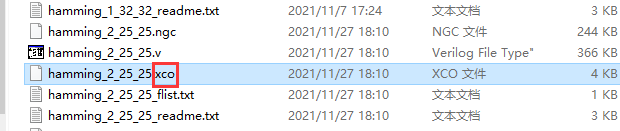 hamming_1_32_32_readme.txt 2021/11/7 17:24 文本文档 3 KB
hamming_2_25_25.ngc 2021/11/27 18:10 NGC 文件 244 KB
hamming_2_25_25.v 2021/11/27 18:10 Verilog File Type" 366 KB
hamming_2_25_25.xco 2021/11/27 18:10 XCO 文件 4 KB
hamming_2_25_25_flist.txt 2021/11/27 18:10 文本文档 1 KB
hamming_2_25_25_readme.txt 2021/11/27 18:10 文本文档 3 KB